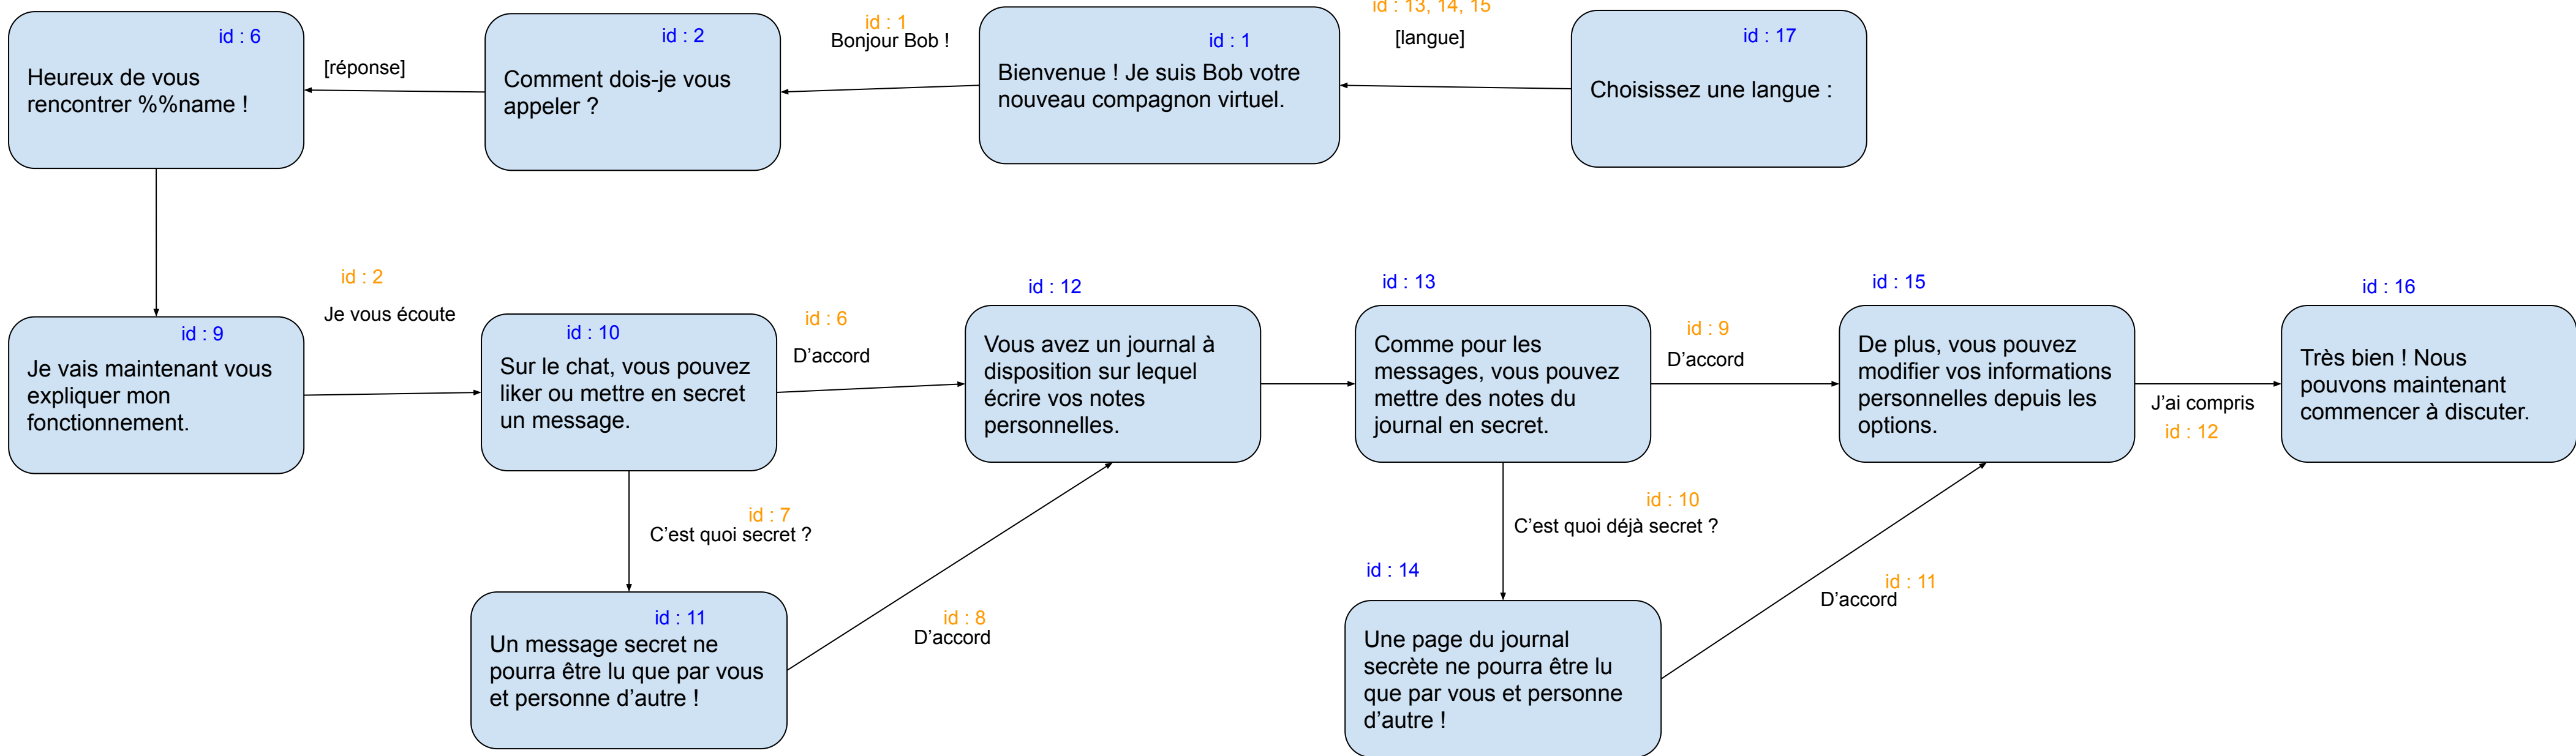 id : 6
Heureux de vous
rencontrer %%name !
[réponse]
id : 2
Comment dois-je vous
appeler ?
id : 1
Bonjour Bob !
id : 1
Bienvenue ! Je suis Bob votre
nouveau compagnon virtuel.
id : 13, 14, 15
[langue]
id : 17
Choisissez une langue :
id : 9
Je vais maintenant vous
expliquer mon
fonctionnement.
id : 2
Je vous écoute
id : 10
Sur le chat, vous pouvez
liker ou mettre en secret
un message.
id : 6
D'accord
id : 12
Vous avez un journal à
disposition sur lequel
écrire vos notes
personnelles.
id : 13
Comme pour les
messages, vous pouvez
mettre des notes du
journal en secret.
id : 9
D'accord
id : 15
De plus, vous pouvez
modifier vos informations
personnelles depuis les
options.
J'ai compris
id : 12
id : 16
Très bien ! Nous
pouvons maintenant
commencer à discuter.
id : 7
C'est quoi secret ?
id : 10
C'est quoi déjà secret ?
id : 11
Un message secret ne
pourra être lu que par vous
et personne d'autre !
id : 8
D'accord
id : 14
Une page du journal
secrète ne pourra être lu
que par vous et personne
d'autre !
id : 11
D'accord